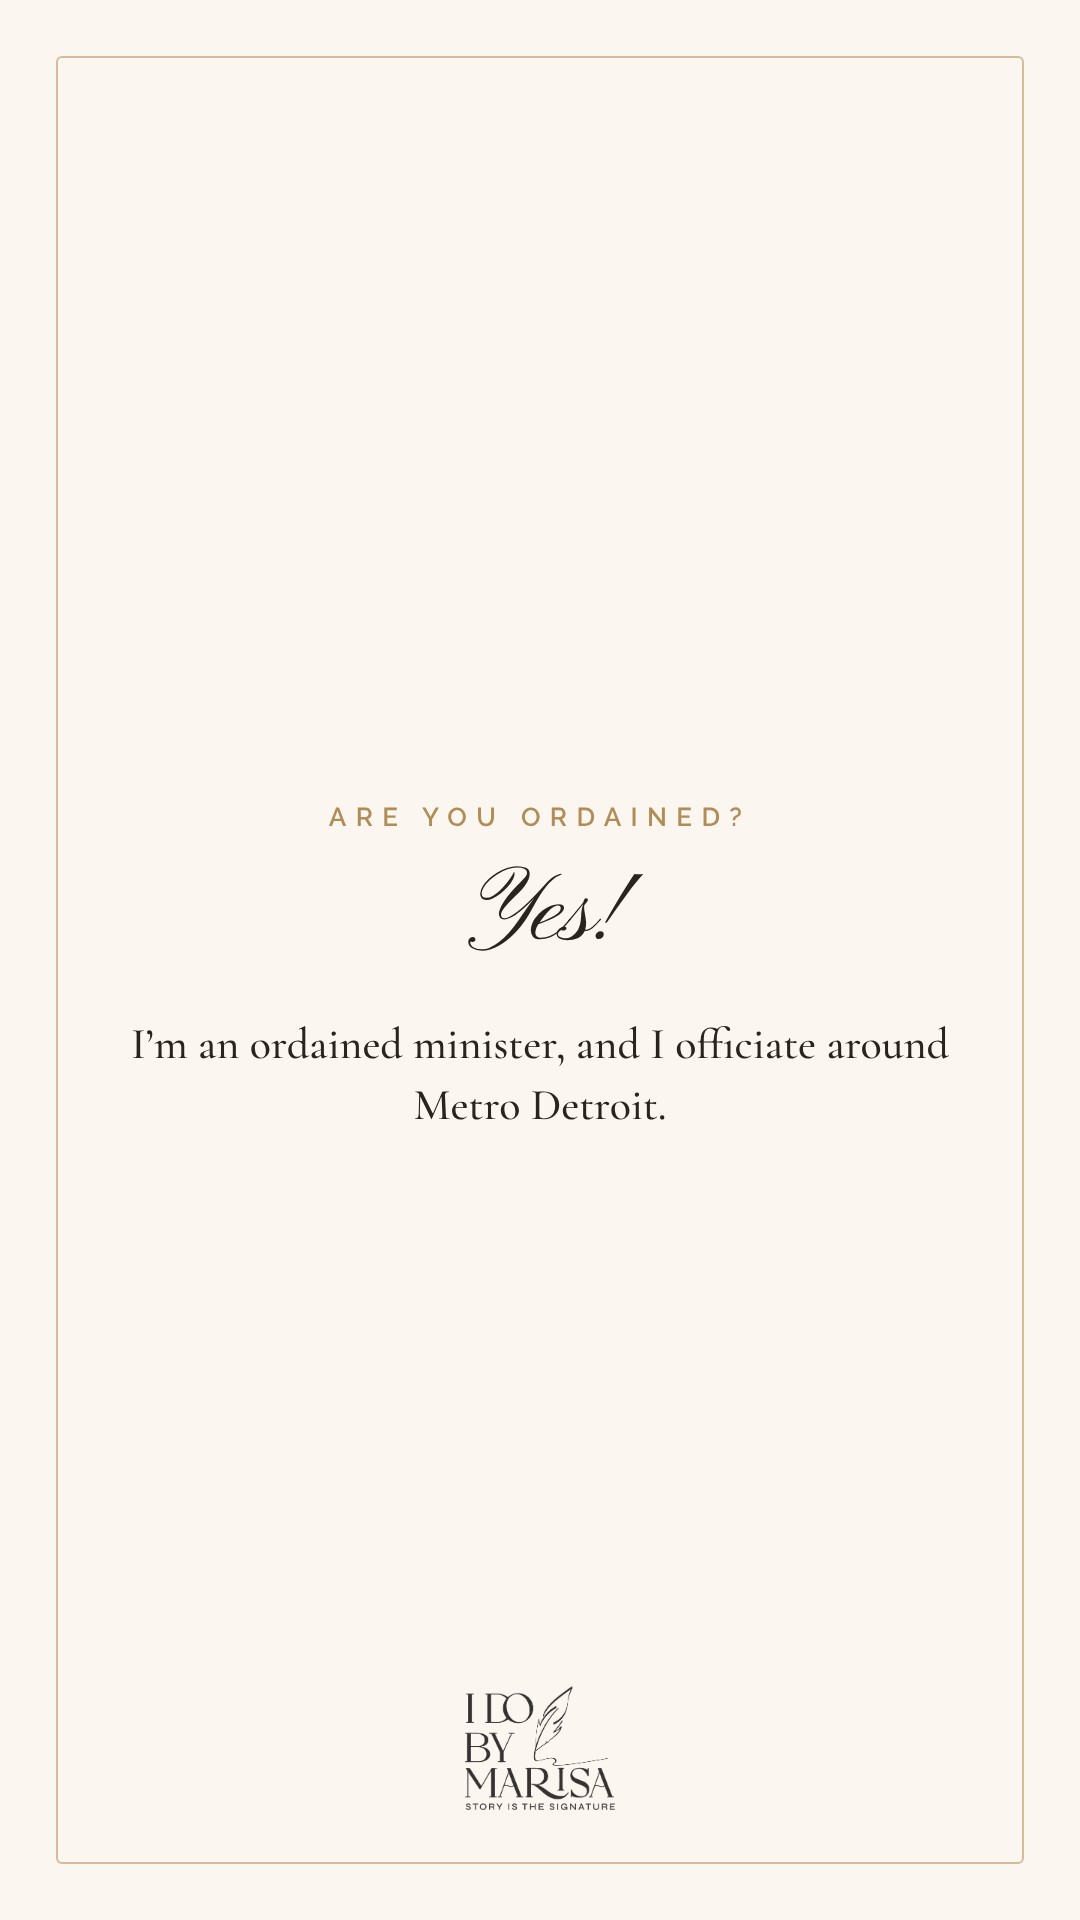 ARE YOU ORDAINED?
Yes!
I’m an ordained minister, and I officiate around
Metro Detroit.
I DO
BY
MARISA
STORY IS THE SIGNATURE